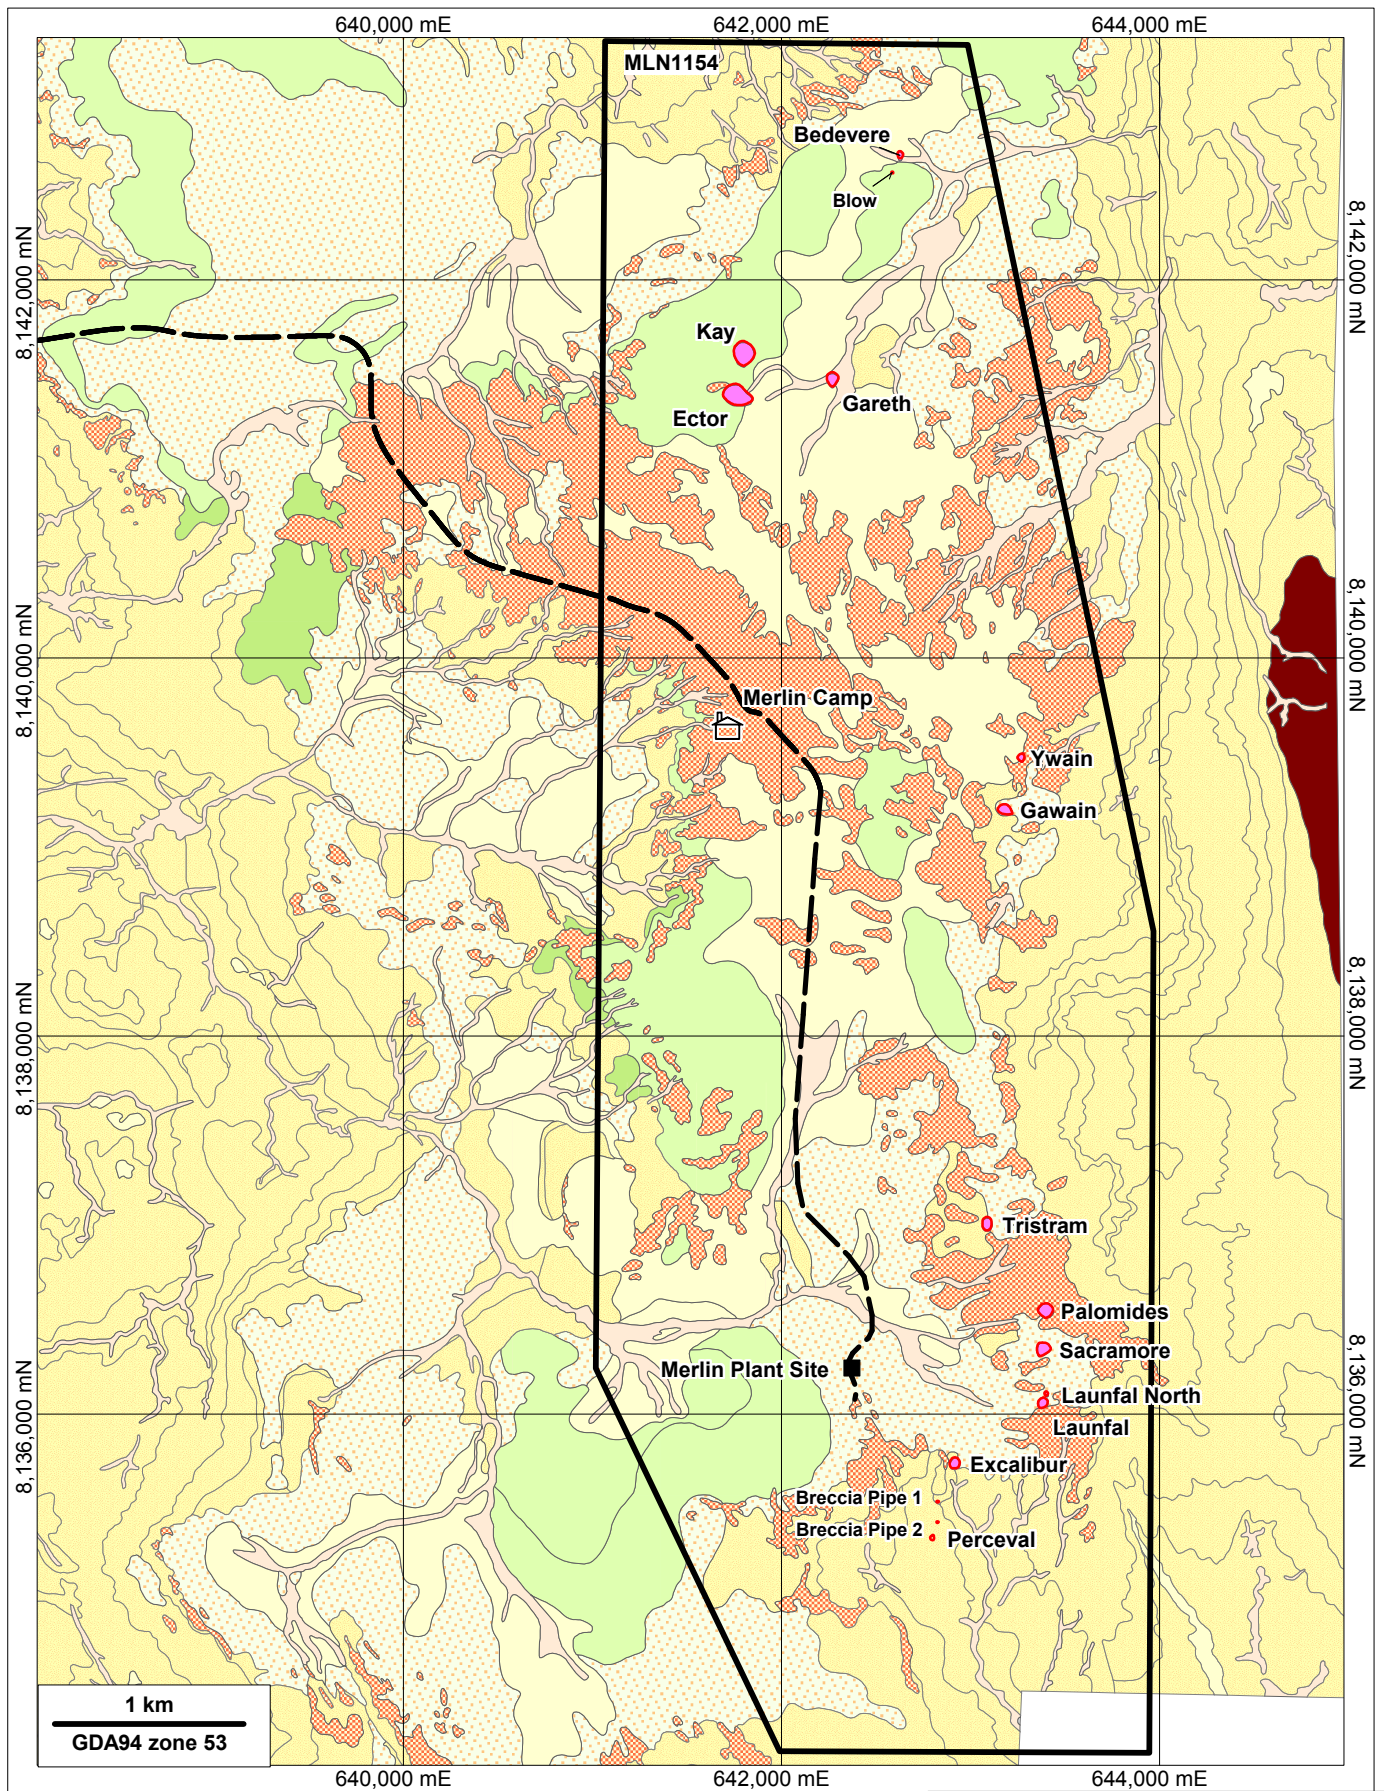 640,000 mE
642,000 mE
644,000 mE
MLN1154
Bedevere
Blow
8,142,000 mN
8,142,000 mN
Kay
Ector
Gareth
8,140,000 mN
8,140,000 mN
Merlin Camp
Ywain
Gawain
8,138,000 mN
8,138,000 mN
Tristram
Palomides
Sacramore
Merlin Plant Site
Launfal North
Launfal
8,136,000 mN
8,136,000 mN
Excalibur
Breccia Pipe 1
Breccia Pipe 2
Perceval
1 km
GDA94 zone 53
640,000 mE
642,000 mE
644,000 mE